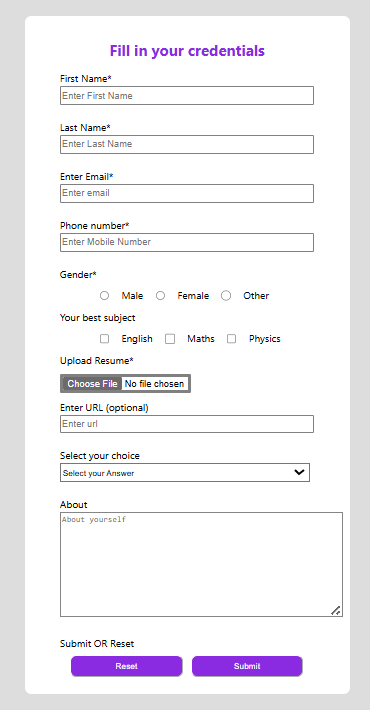 Fill in your credentials
First Name*
Enter First Name
Last Name*
Enter Last Name
Enter Email*
Enter email
Phone number*
Enter Mobile Number
Gender*
Male Female Other
Your best subject
English Maths Physics
Upload Resume*
Choose File No file chosen
Enter URL (optional)
Enter url
Select your choice
Select your Answer
About
About yourself
Submit OR Reset
Reset Submit